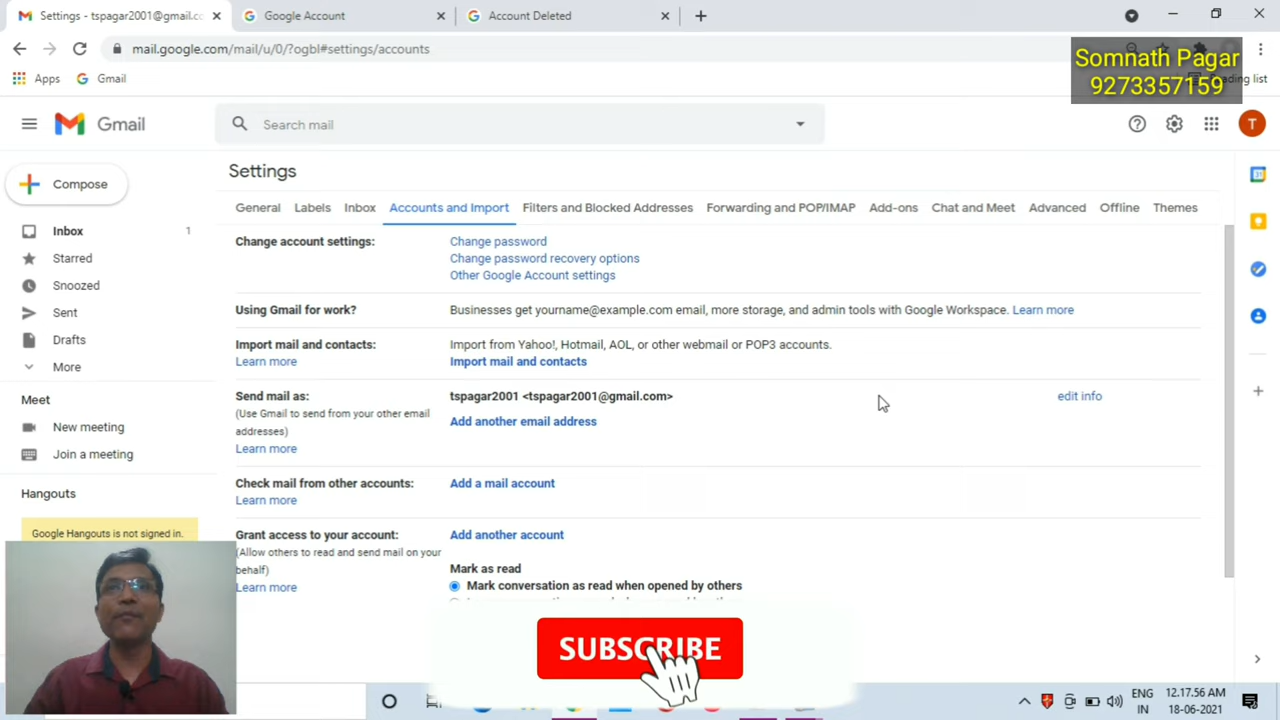 Settings - tspagar2001@gmail.co
Google Account
Account Deleted
mail.google.com/mail/u/0/?ogbl#settings/accounts
Somnath Pagar
9273357159
Apps
Gmail
list
Gmail
Search mail
T
Compose
Settings
General Labels Inbox Accounts and Import Filters and Blocked Addresses Forwarding and POP/IMAP Add-ons Chat and Meet Advanced Offline Themes
Inbox 1
Starred
Snoozed
Sent
Drafts
More
Meet
New meeting
Join a meeting
Hangouts
Google Hangouts is not signed in.
Change account settings:
Change password
Change password recovery options
Other Google Account settings
Using Gmail for work?
Businesses get yourname@example.com email, more storage, and admin tools with Google Workspace. Learn more
Import mail and contacts:
Learn more
Import from Yahoo!, Hotmail, AOL, or other webmail or POP3 accounts.
Import mail and contacts
Send mail as:
(Use Gmail to send from your other email
addresses)
Learn more
tspagar2001 <tspagar2001@gmail.com>
edit info
Add another email address
Check mail from other accounts:
Learn more
Add a mail account
Grant access to your account:
(Allow others to read and send mail on your
behalf)
Learn more
Add another account
Mark as read
Mark conversation as read when opened by others
SUBSCRIBE
ENG
IN
12.17.56 AM
18-06-2021